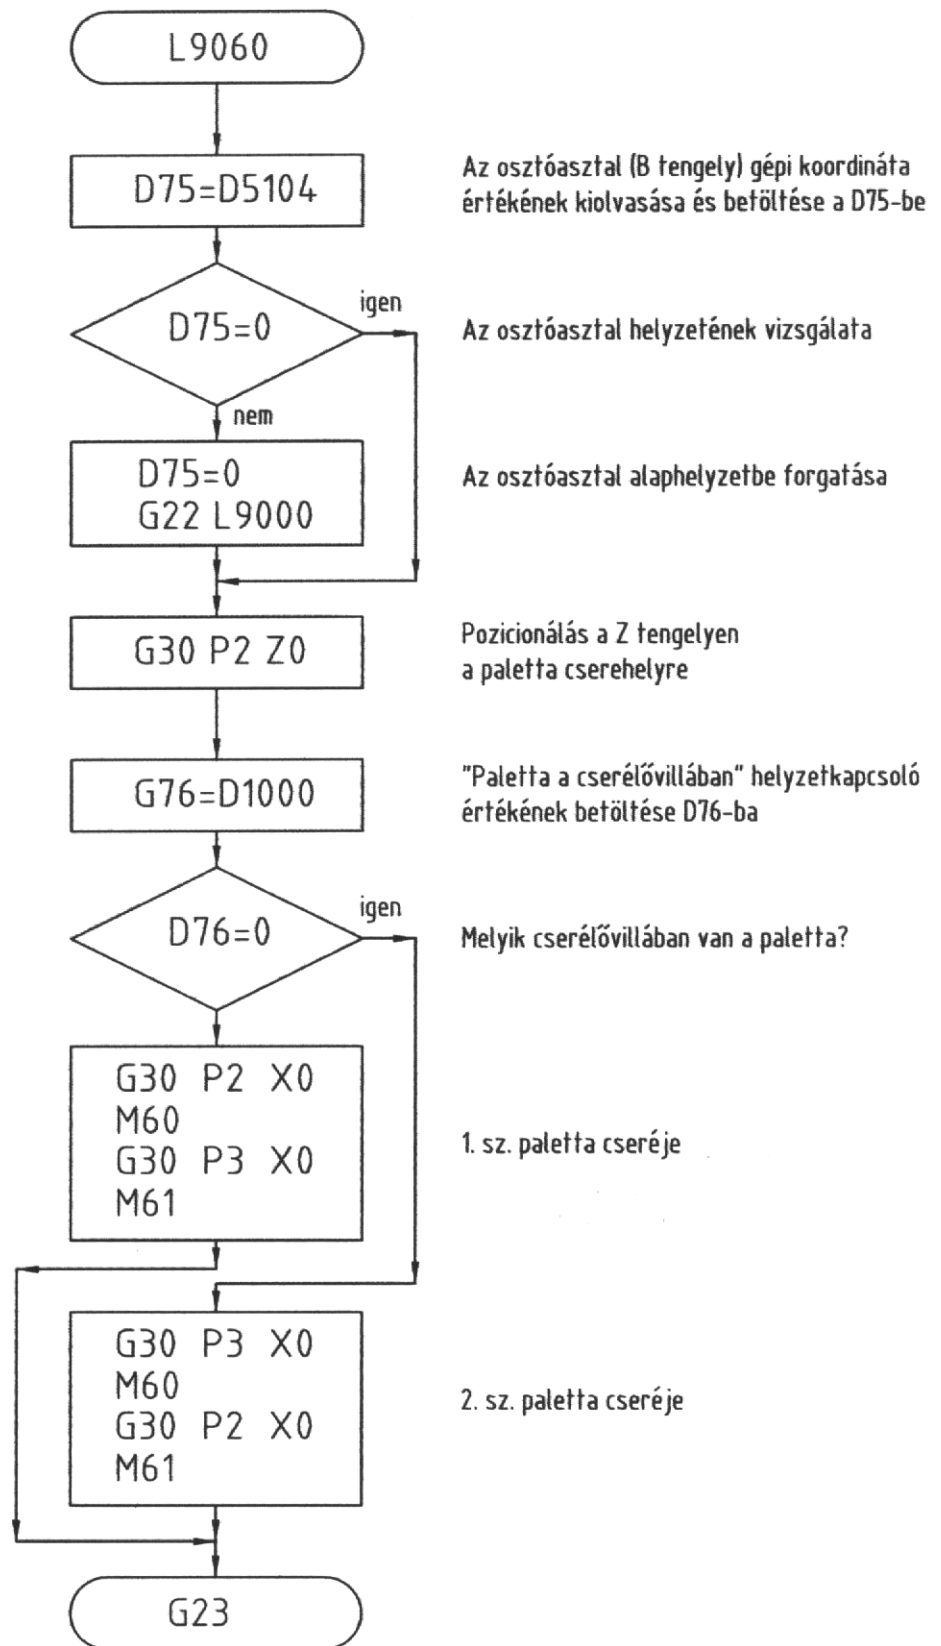 L9060
D75=D5104
Az osztóasztal (B tengely) gépi koordináta
értékének kiolvasása és betöltése a D75-be
igen
D75=0
Az osztóasztal helyzetének vizsgálata
nem
D75=0
G22 L9000
Az osztóasztal alaphelyzetbe forgatása
G30 P2 Z0
Pozicionálás a Z tengelyen
a paletta cserehelyre
G76=D1000
"Paletta a cserélővillában" helyzetkapcsoló
értékének betöltése D76-ba
igen
D76=0
Melyik cserélővillában van a paletta?
G30 P2 X0
M60
G30 P3 X0
M61
1. sz. paletta cseréje
G30 P3 X0
M60
G30 P2 X0
M61
2. sz. paletta cseréje
G23